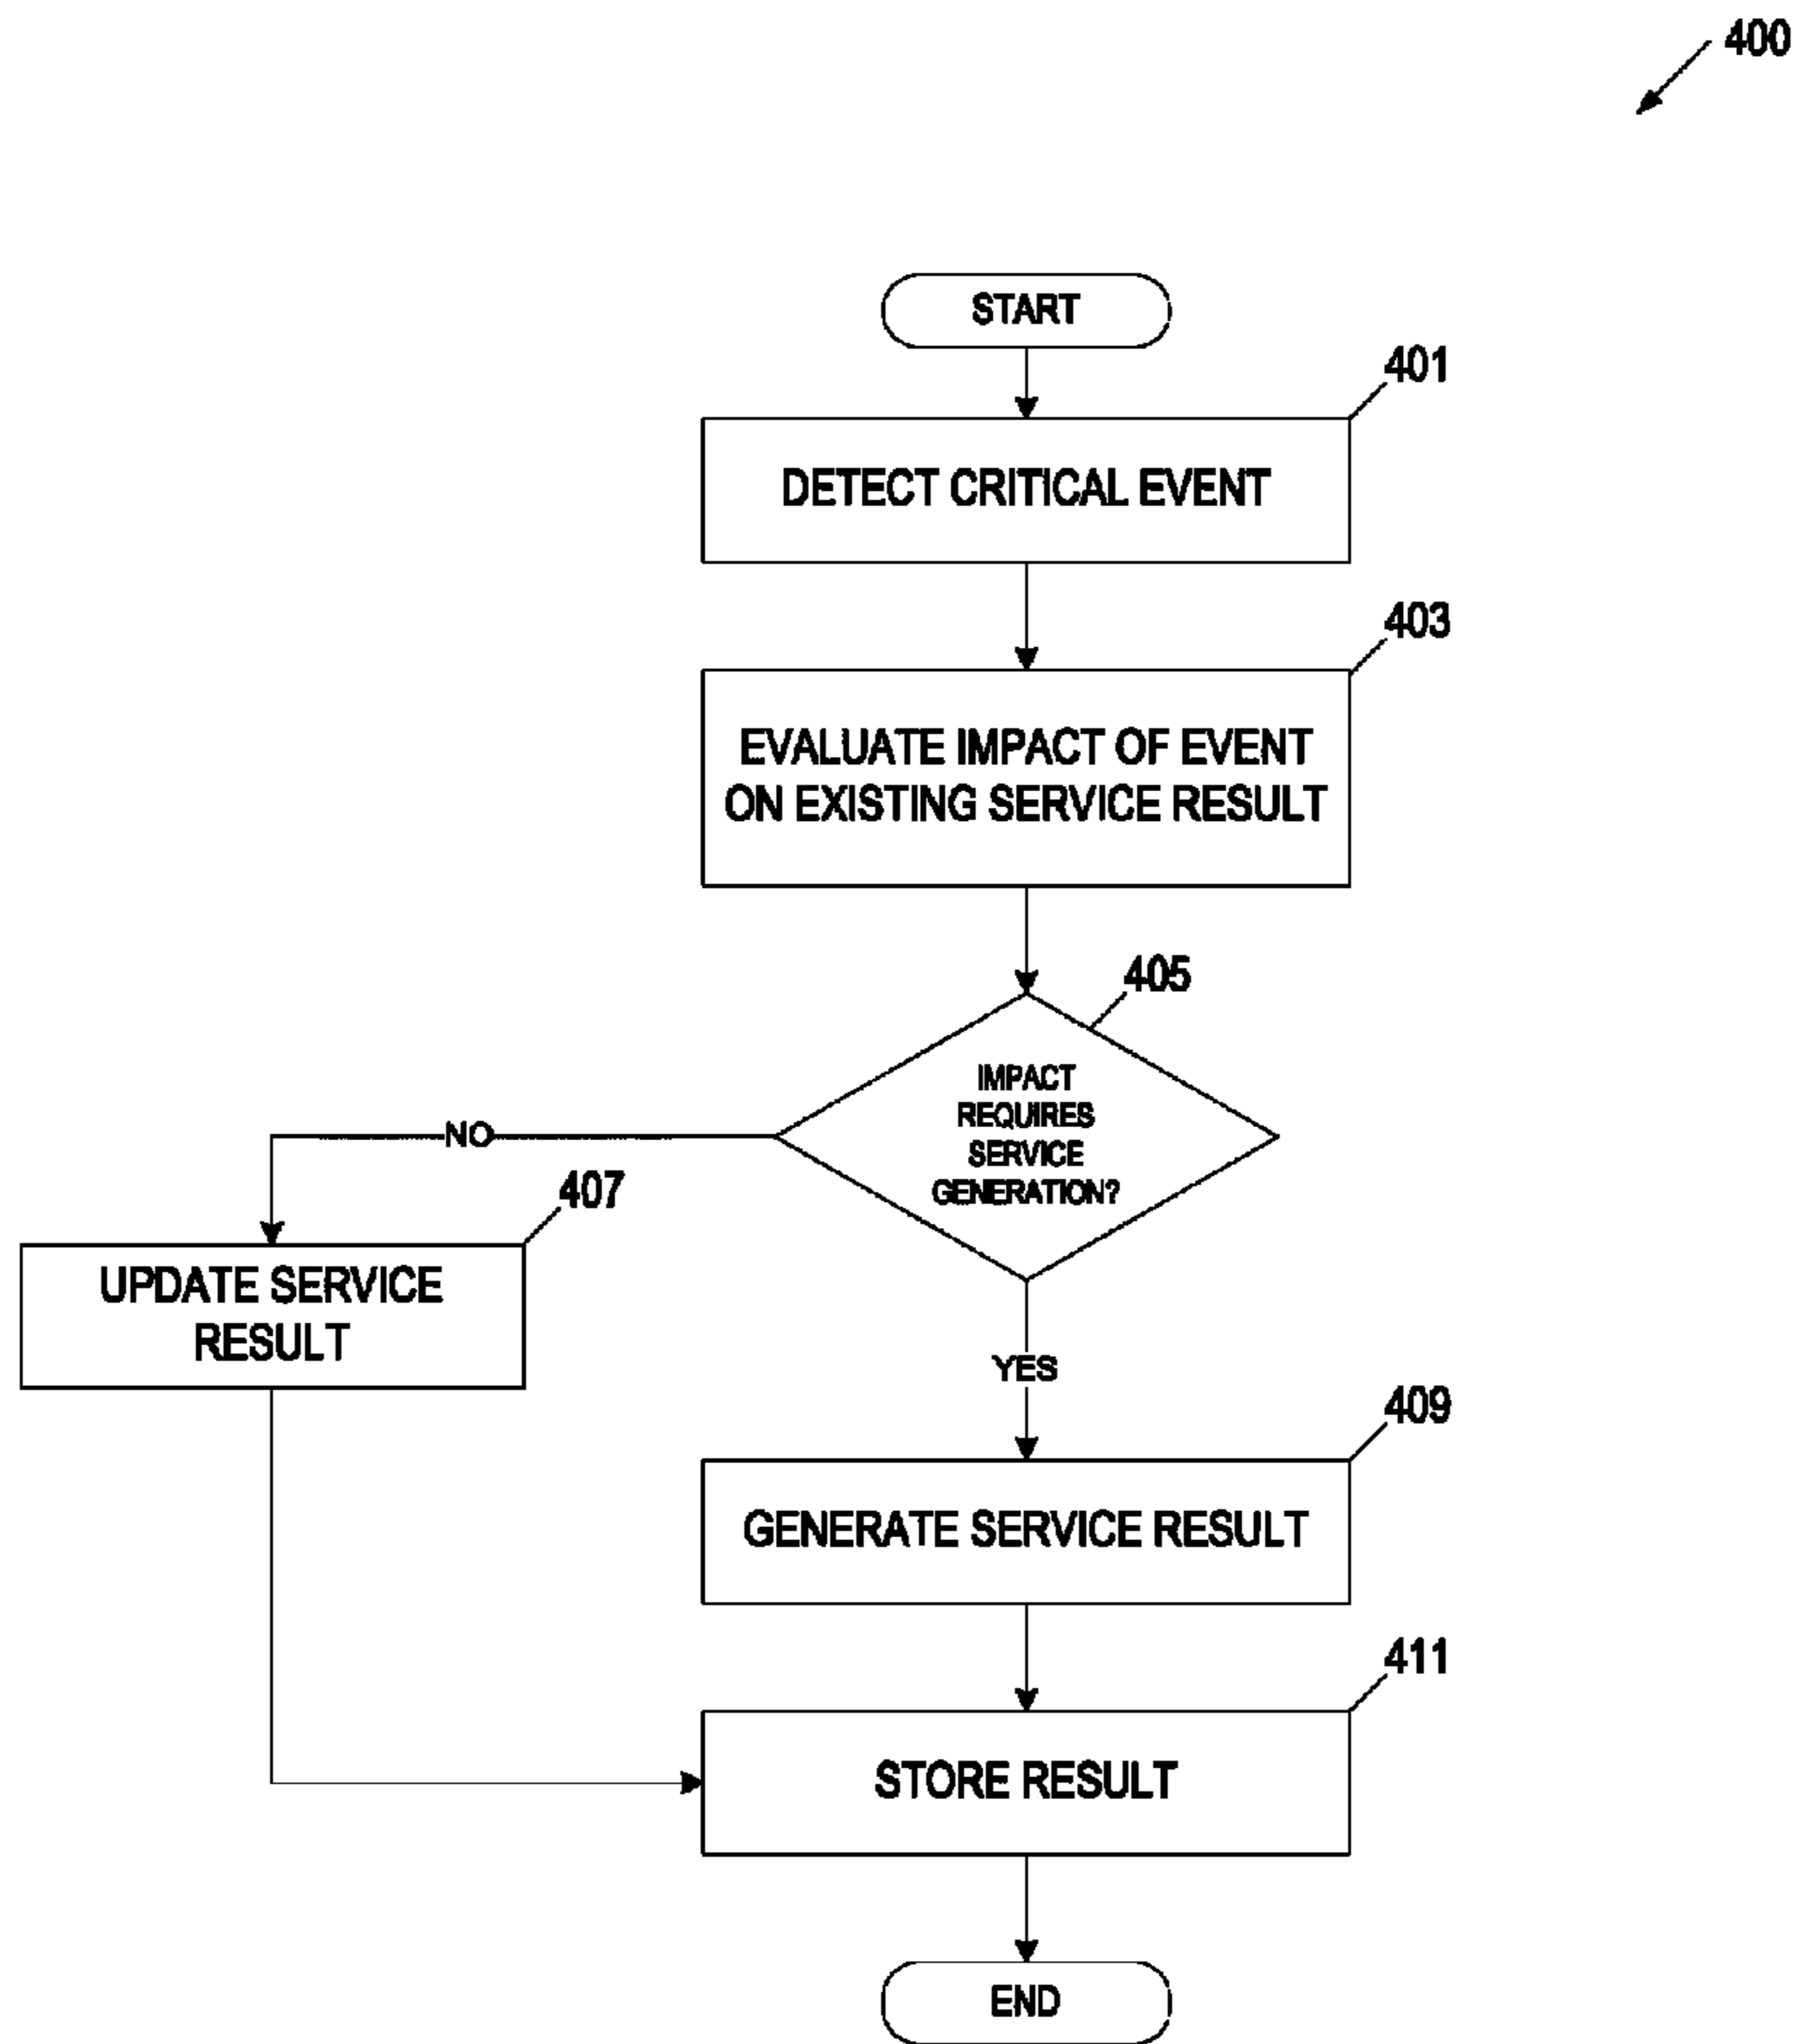 400
START
401
DETECT CRITICAL EVENT
403
EVALUATE IMPACT OF EVENT
ON EXISTING SERVICE RESULT
405
IMPACT
REQUIRES
SERVICE
GENERATION?
NO
407
UPDATE SERVICE
RESULT
YES
409
GENERATE SERVICE RESULT
411
STORE RESULT
END